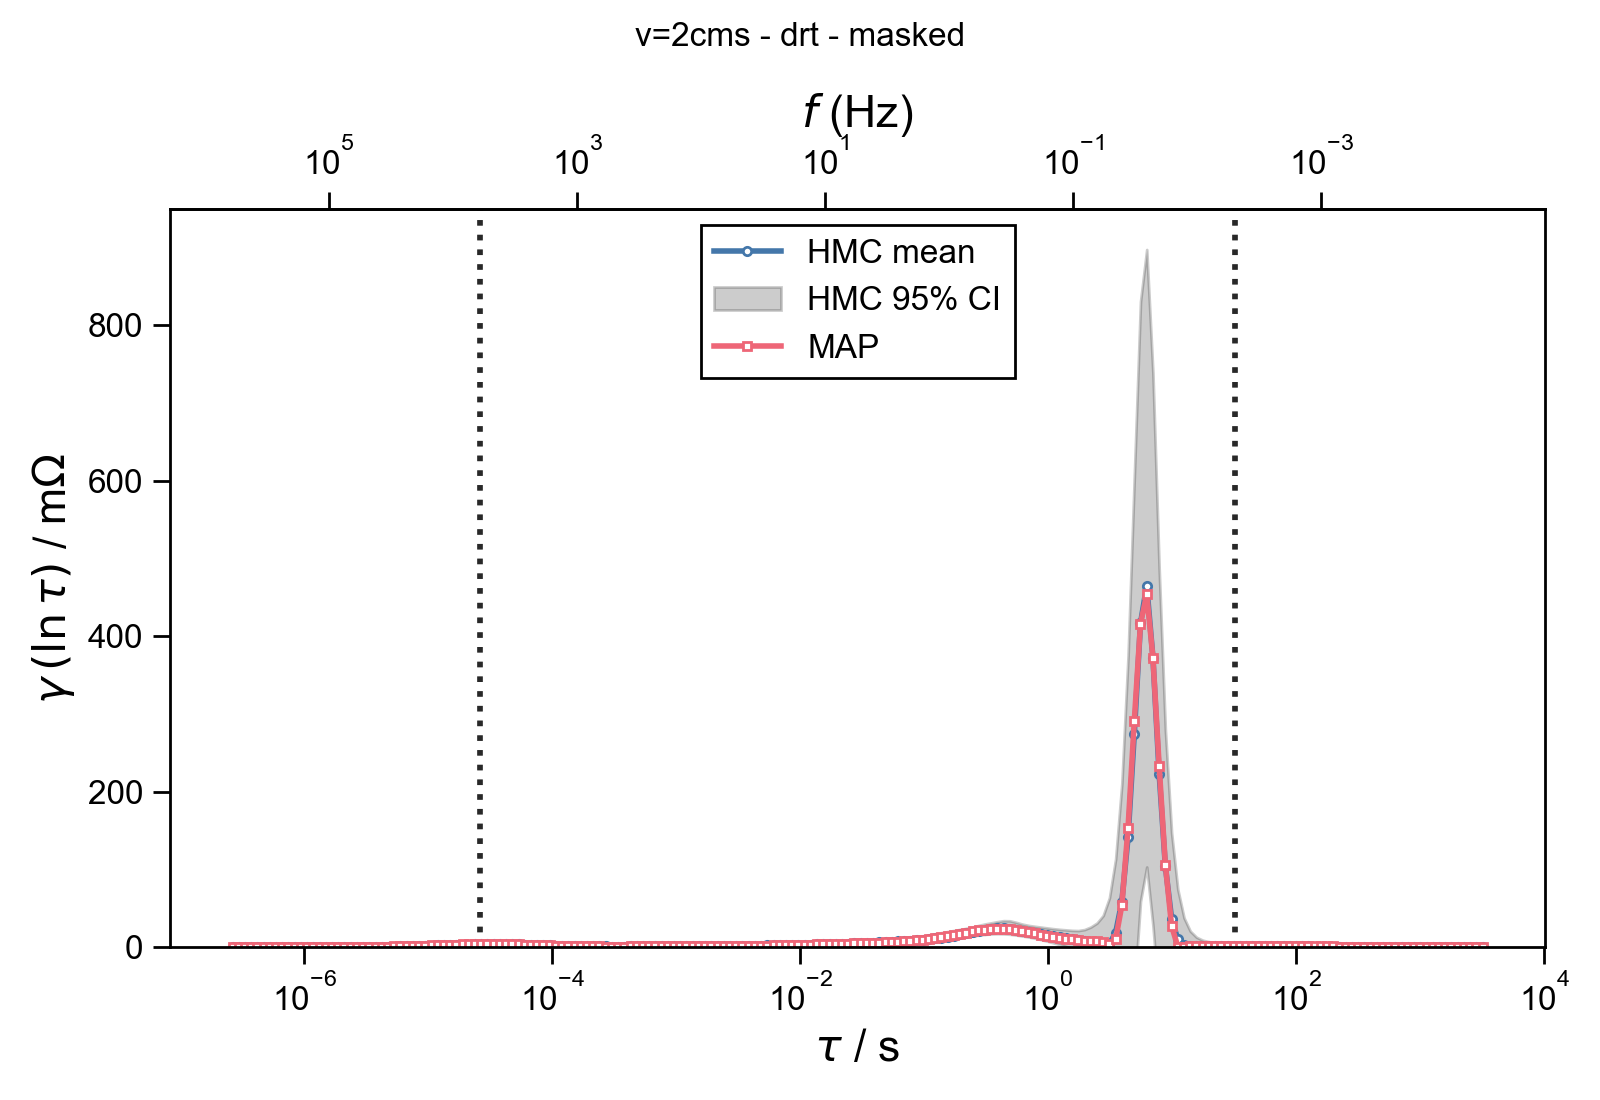 v=2cms - drt - masked
f (Hz)
10^5 10^3 10^1 10^−1 10^−3
HMC mean
HMC 95% CI
MAP
800
600
400
200
0
γ (ln τ) / mΩ
10^−6 10^−4 10^−2 10^0 10^2 10^4
τ / s